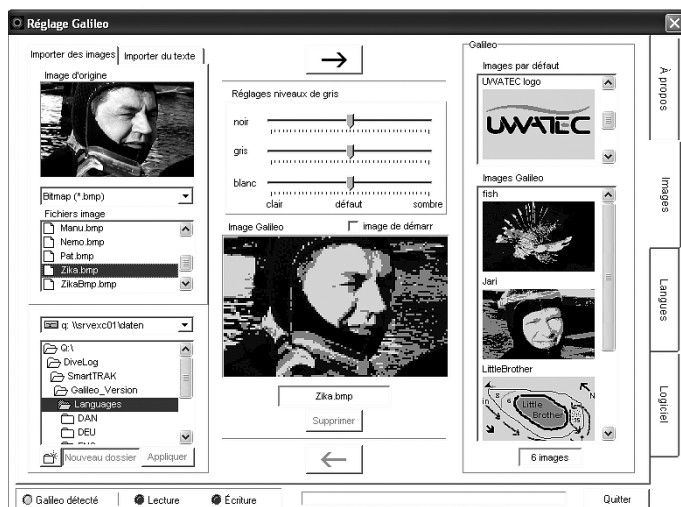 Réglage Galileo
Importer des images
Importer du texte
Image d'origine
Bitmap (*.bmp)
Fichiers image
Manu.bmp
Nemo.bmp
Pat.bmp
Zika.bmp
ZikaBmp.bmp
q: \\srvexc01\daten
Q:\
DiveLog
SmartTRAK
Galileo_Version
Languages
DAN
DEU
Nouveau dossier
Appliquer
Réglages niveaux de gris
noir
gris
blanc
clair défaut sombre
Image Galileo
image de démarr
Zika.bmp
Supprimer
Galileo
Images par défaut
UWATEC logo
UWATEC
Images Galileo
fish
Jari
LittleBrother
Little
Brother
N
6 images
À propos
Images
Langues
Logiciel
Galileo détecté
Lecture
Écriture
Quitter